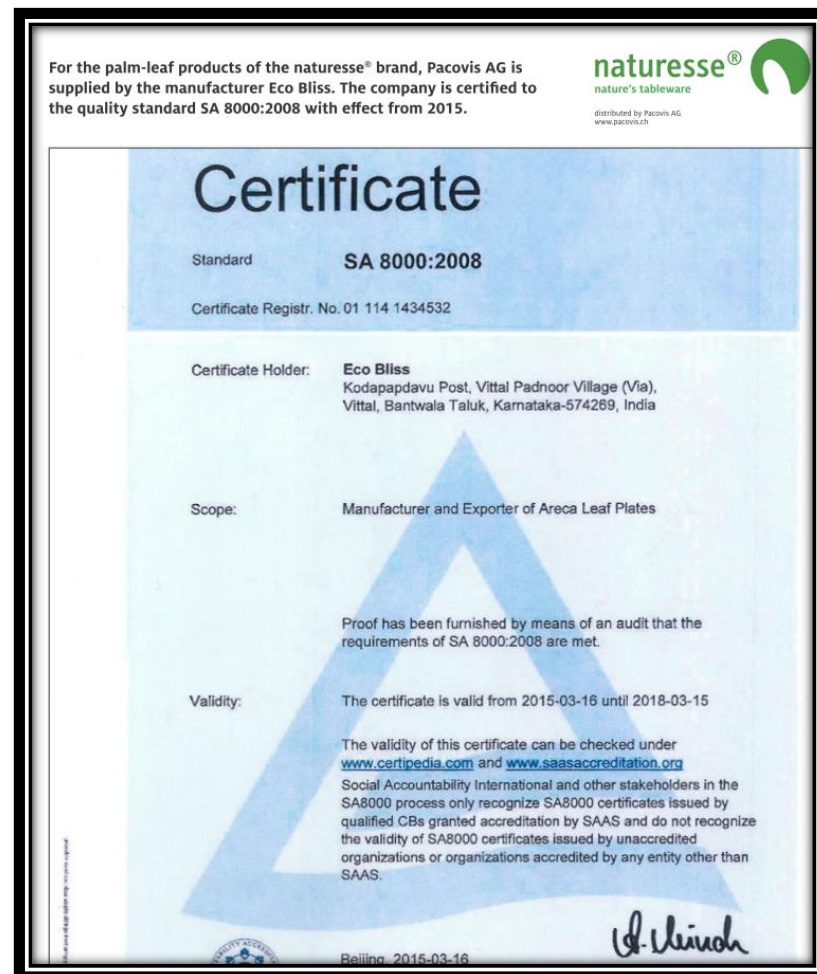 For the palm-leaf products of the naturesse® brand, Pacovis AG is
supplied by the manufacturer Eco Bliss. The company is certified to
the quality standard SA 8000:2008 with effect from 2015.
naturesse®
nature's tableware
distributed by Pacovis AG
www.pacovis.ch
Certificate
Standard SA 8000:2008
Certificate Registr. No. 01 114 1434532
Certificate Holder: Eco Bliss
Kodapapdavu Post, Vittal Padnoor Village (Via),
Vittal, Bantwala Taluk, Karnataka-574269, India
Scope: Manufacturer and Exporter of Areca Leaf Plates
Proof has been furnished by means of an audit that the
requirements of SA 8000:2008 are met.
Validity: The certificate is valid from 2015-03-16 until 2018-03-15
The validity of this certificate can be checked under
www.certipedia.com and www.saasaccreditation.org
Social Accountability International and other stakeholders in the
SA8000 process only recognize SA8000 certificates issued by
qualified CBs granted accreditation by SAAS and do not recognize
the validity of SA8000 certificates issued by unaccredited
organizations or organizations accredited by any entity other than
SAAS.
Beijing, 2015-03-16